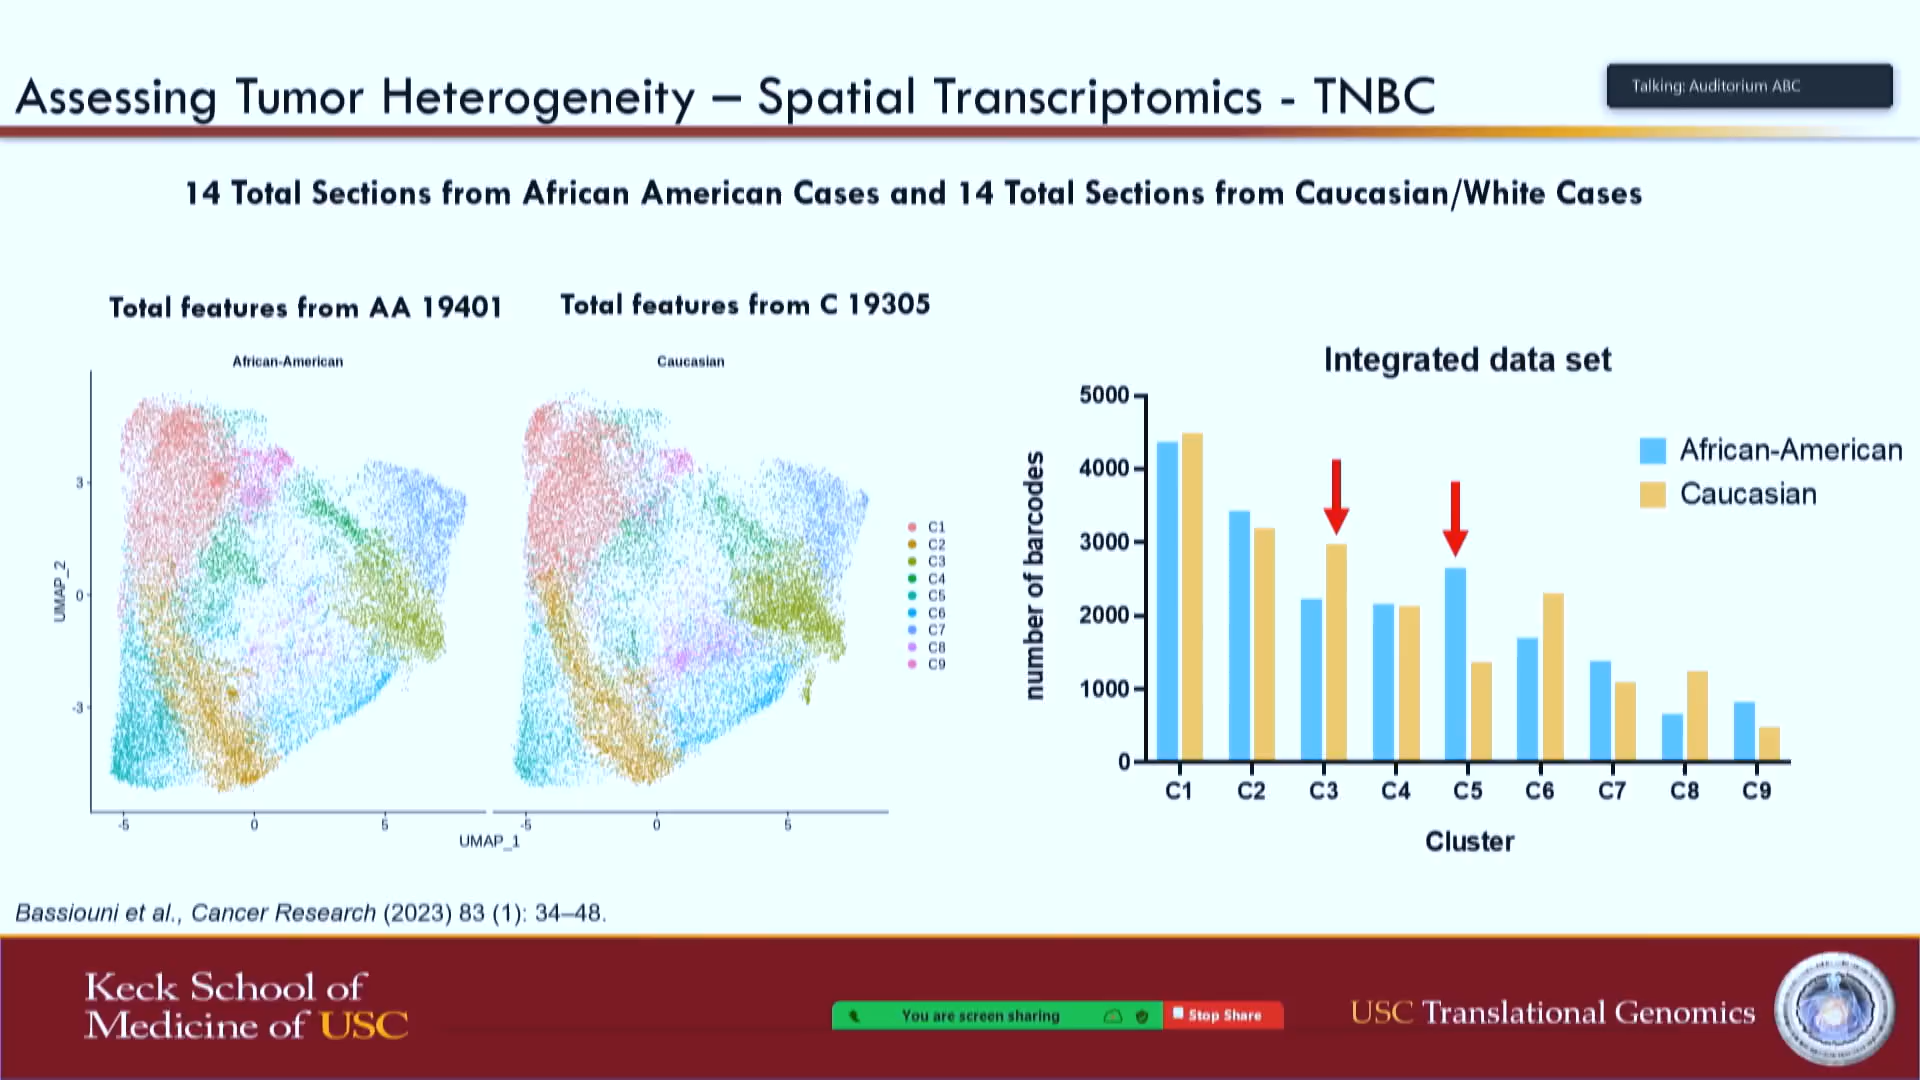 Assessing Tumor Heterogeneity – Spatial Transcriptomics - TNBC
Talking: Auditorium ABC
14 Total Sections from African American Cases and 14 Total Sections from Caucasian/White Cases
Total features from AA 19401
Total features from C 19305
African-American
Caucasian
UMAP_2
3
0
-3
-5
0
5
-5
0
5
UMAP_1
C1
C2
C3
C4
C5
C6
C7
C8
C9
Integrated data set
number of barcodes
5000
4000
3000
2000
1000
0
African-American
Caucasian
C1 C2 C3 C4 C5 C6 C7 C8 C9
Cluster
Bassiouni et al., Cancer Research (2023) 83 (1): 34–48.
Keck School of
Medicine of USC
You are screen sharing
Stop Share
USC Translational Genomics